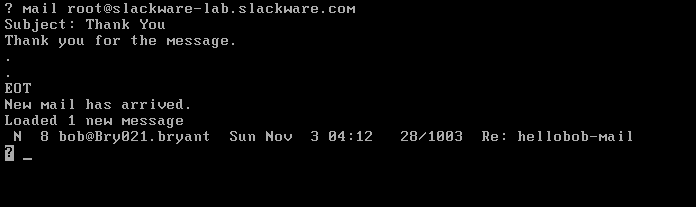 ? mail root@slackware-lab.slackware.com
Subject: Thank You
Thank you for the message.
.
.
EOT
New mail has arrived.
Loaded 1 new message
 N  8 bob@Bry021.bryant  Sun Nov  3 04:12   28/1003  Re: hellobob-mail
? _